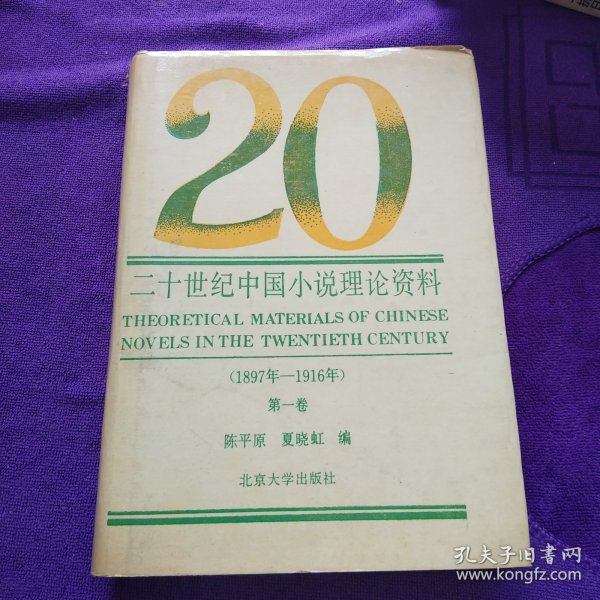 20
二十世纪中国小说理论资料
THEORETICAL MATERIALS OF CHINESE
NOVELS IN THE TWENTIETH CENTURY
(1897年—1916年)
第一卷
陈平原 夏晓虹 编
北京大学出版社
孔夫子旧书网
www.kongfz.com